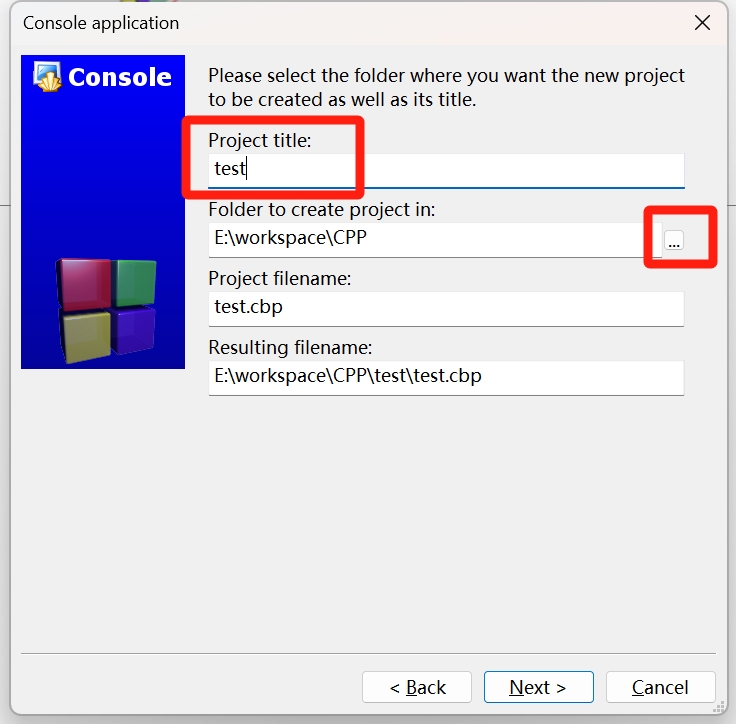 Console application
Console
Please select the folder where you want the new project
to be created as well as its title.
Project title:
test
Folder to create project in:
E:\workspace\CPP
...
Project filename:
test.cbp
Resulting filename:
E:\workspace\CPP\test\test.cbp
< Back
Next >
Cancel